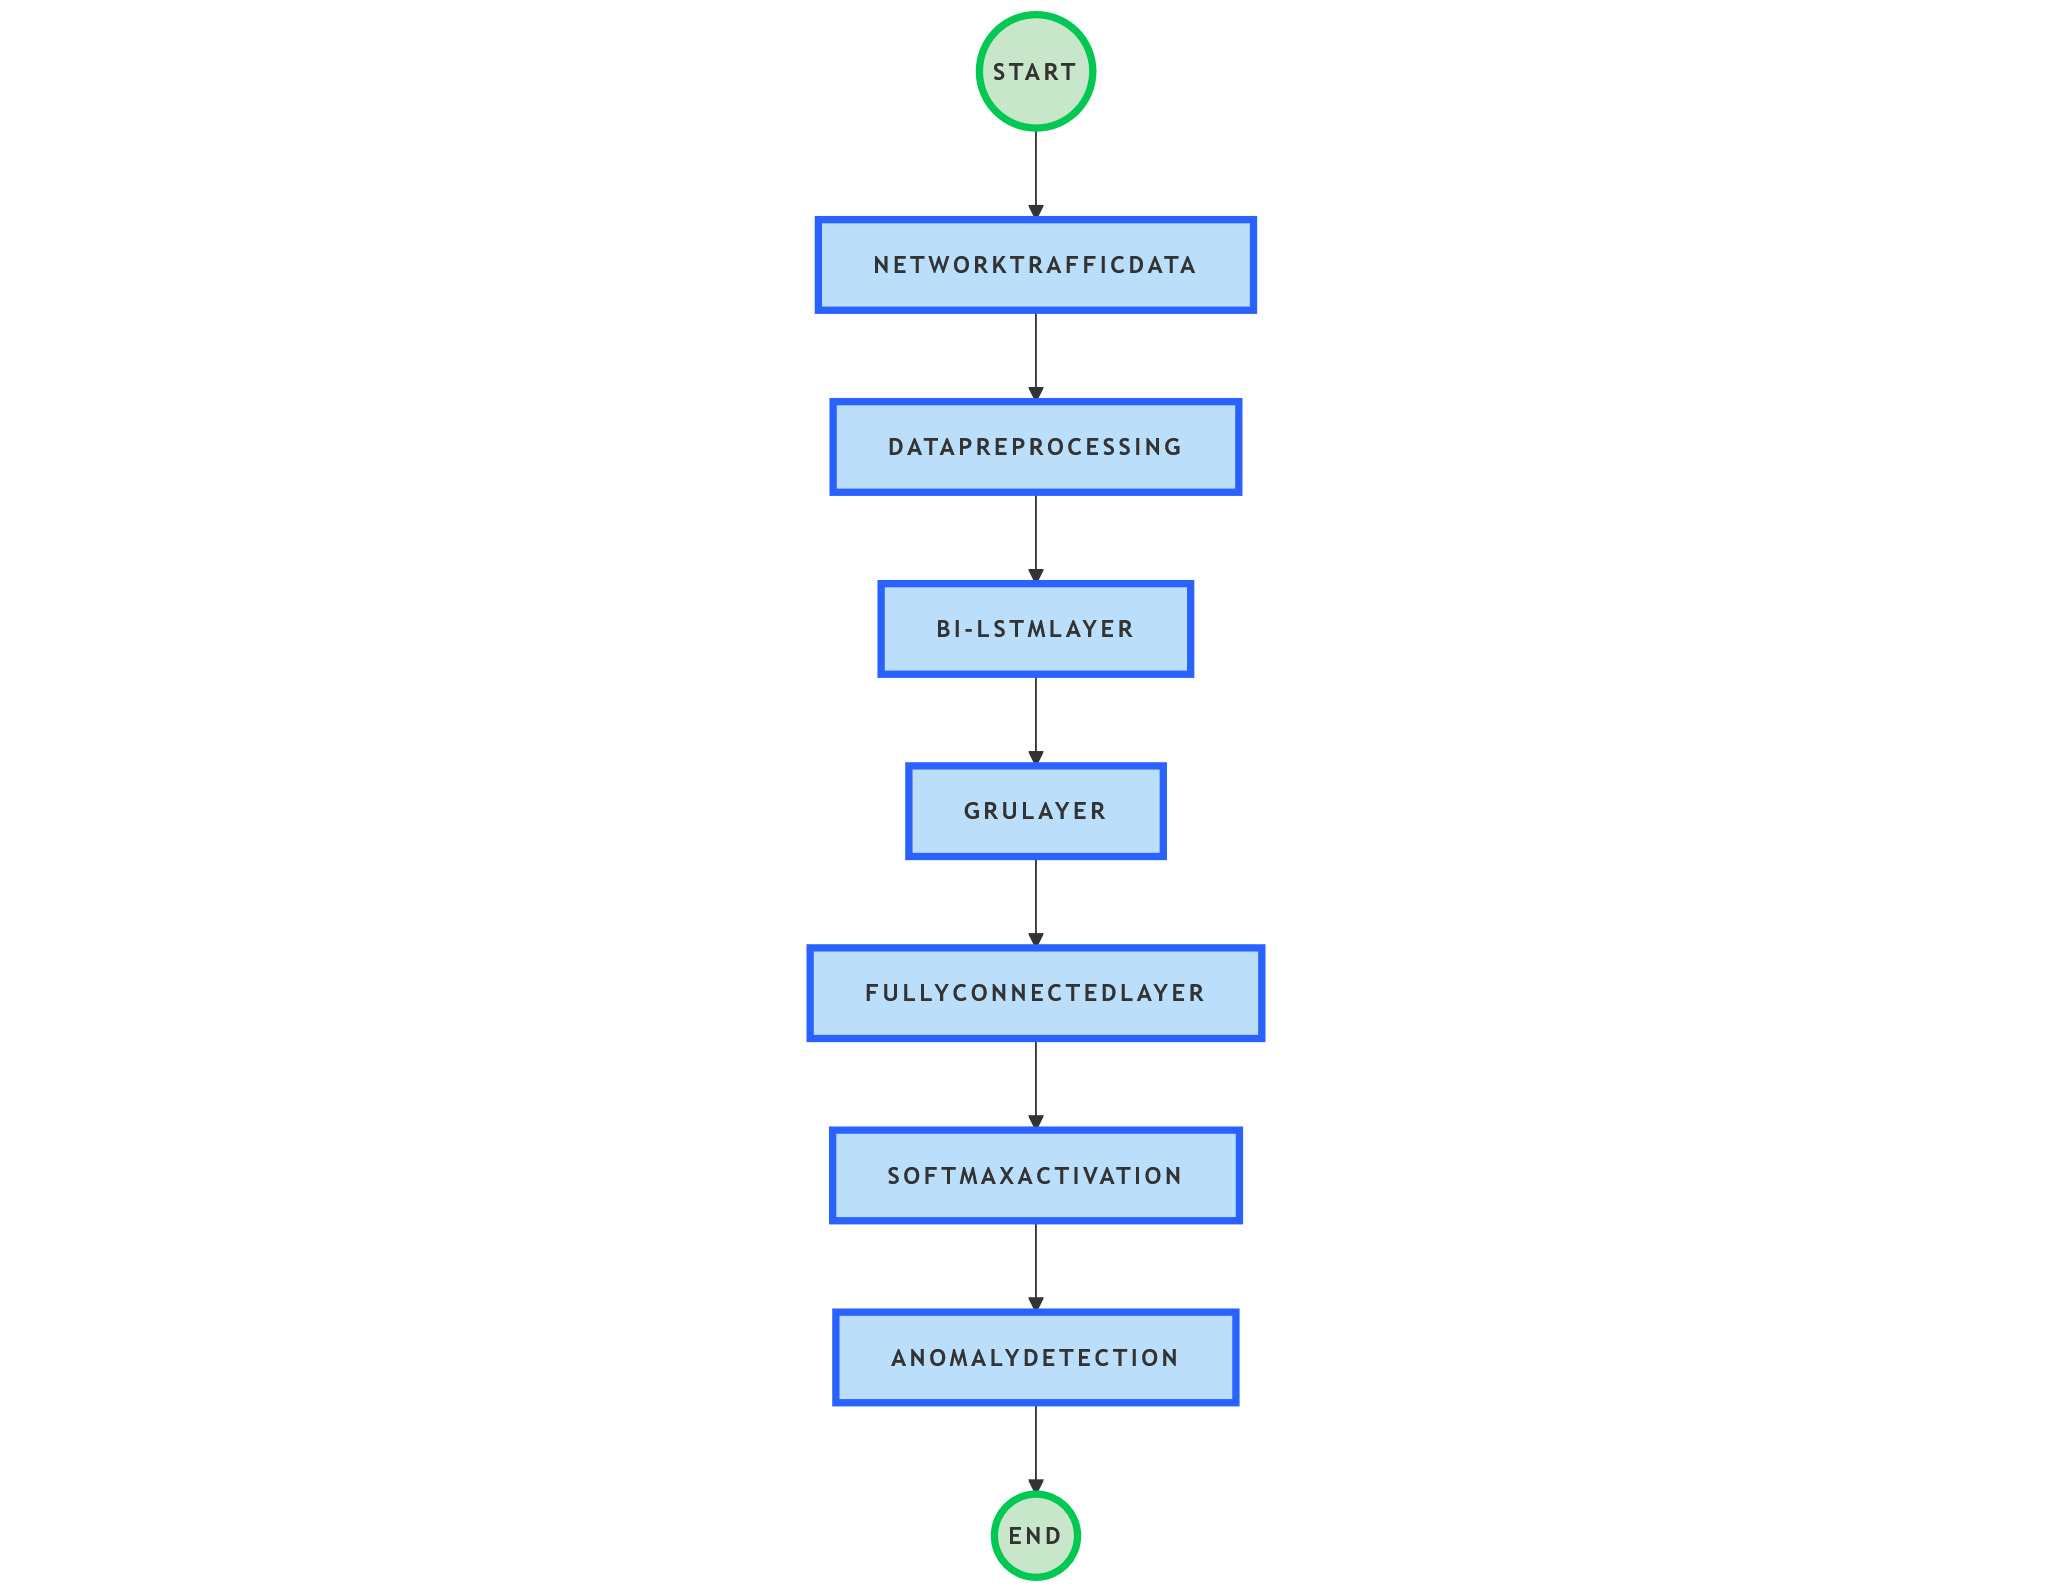 START
NETWORKTRAFFICDATA
DATAPREPROCESSING
BI-LSTMLAYER
GRULAYER
FULLYCONNECTEDLAYER
SOFTMAXACTIVATION
ANOMALYDETECTION
END